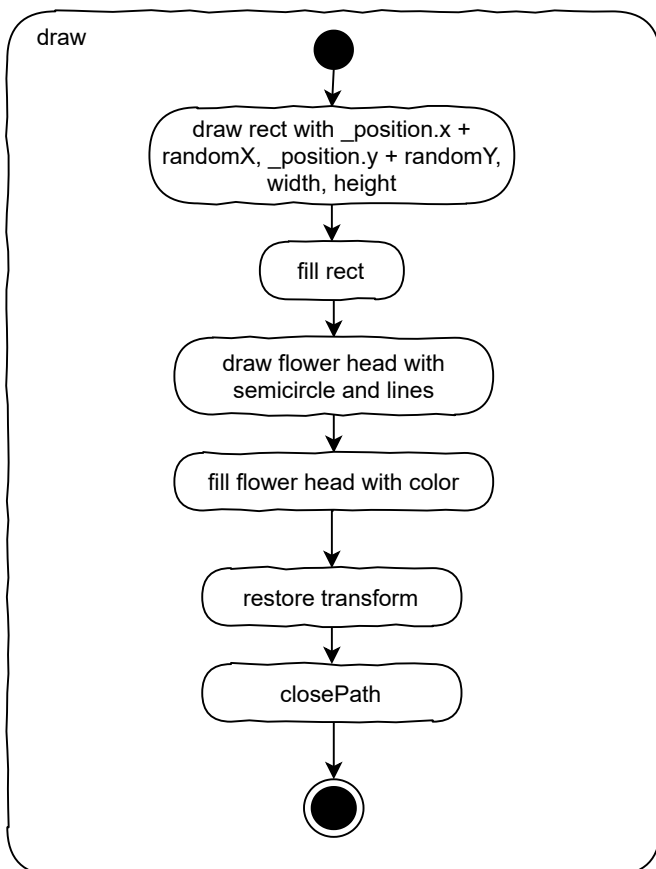 draw
draw rect with _position.x +
randomX, _position.y + randomY,
width, height
fill rect
draw flower head with
semicircle and lines
fill flower head with color
restore transform
closePath